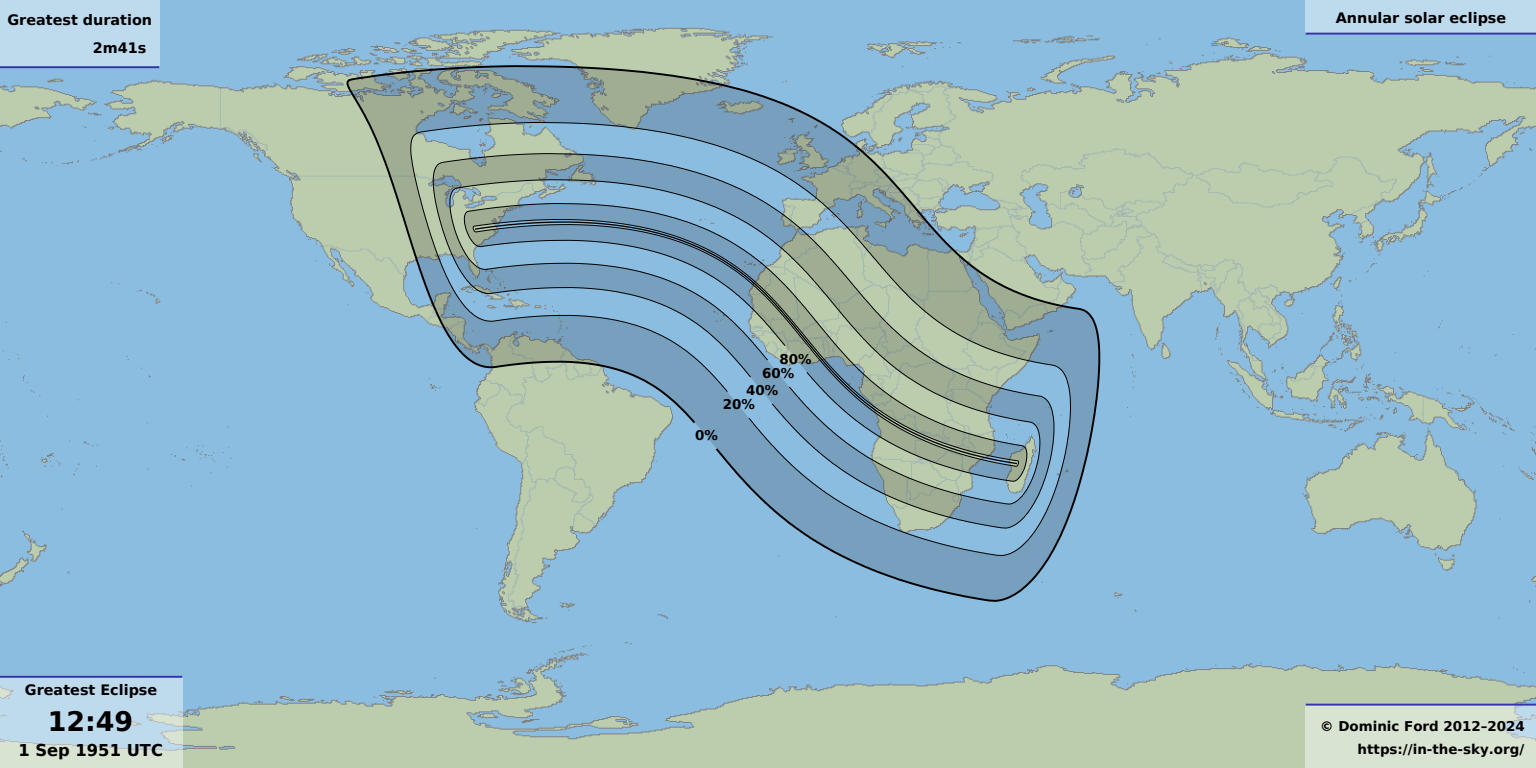 Greatest duration
2m41s
Annular solar eclipse
80%
60%
40%
20%
0%
Greatest Eclipse
12:49
1 Sep 1951 UTC
© Dominic Ford 2012–2024
https://in-the-sky.org/